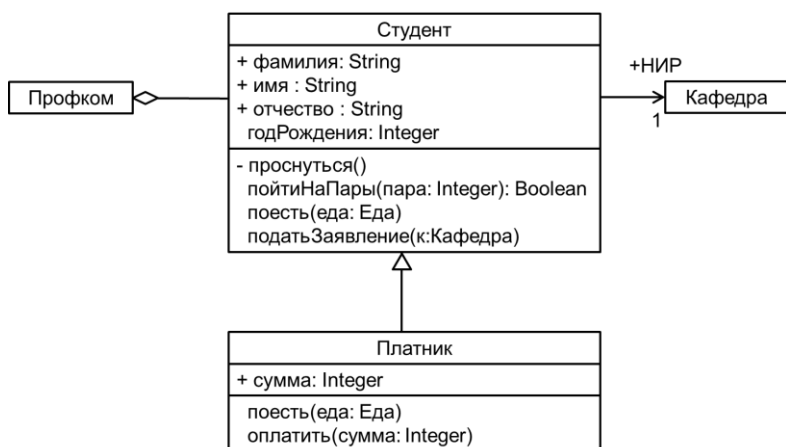 Студент
+ фамилия: String
+ имя : String
+ отчество : String
годРождения: Integer
- проснуться()
пойтиНаПары(пара: Integer): Boolean
поесть(еда: Еда)
податьЗаявление(к:Кафедра)
Профком
+НИР
Кафедра
1
Платник
+ сумма: Integer
поесть(еда: Еда)
оплатить(сумма: Integer)